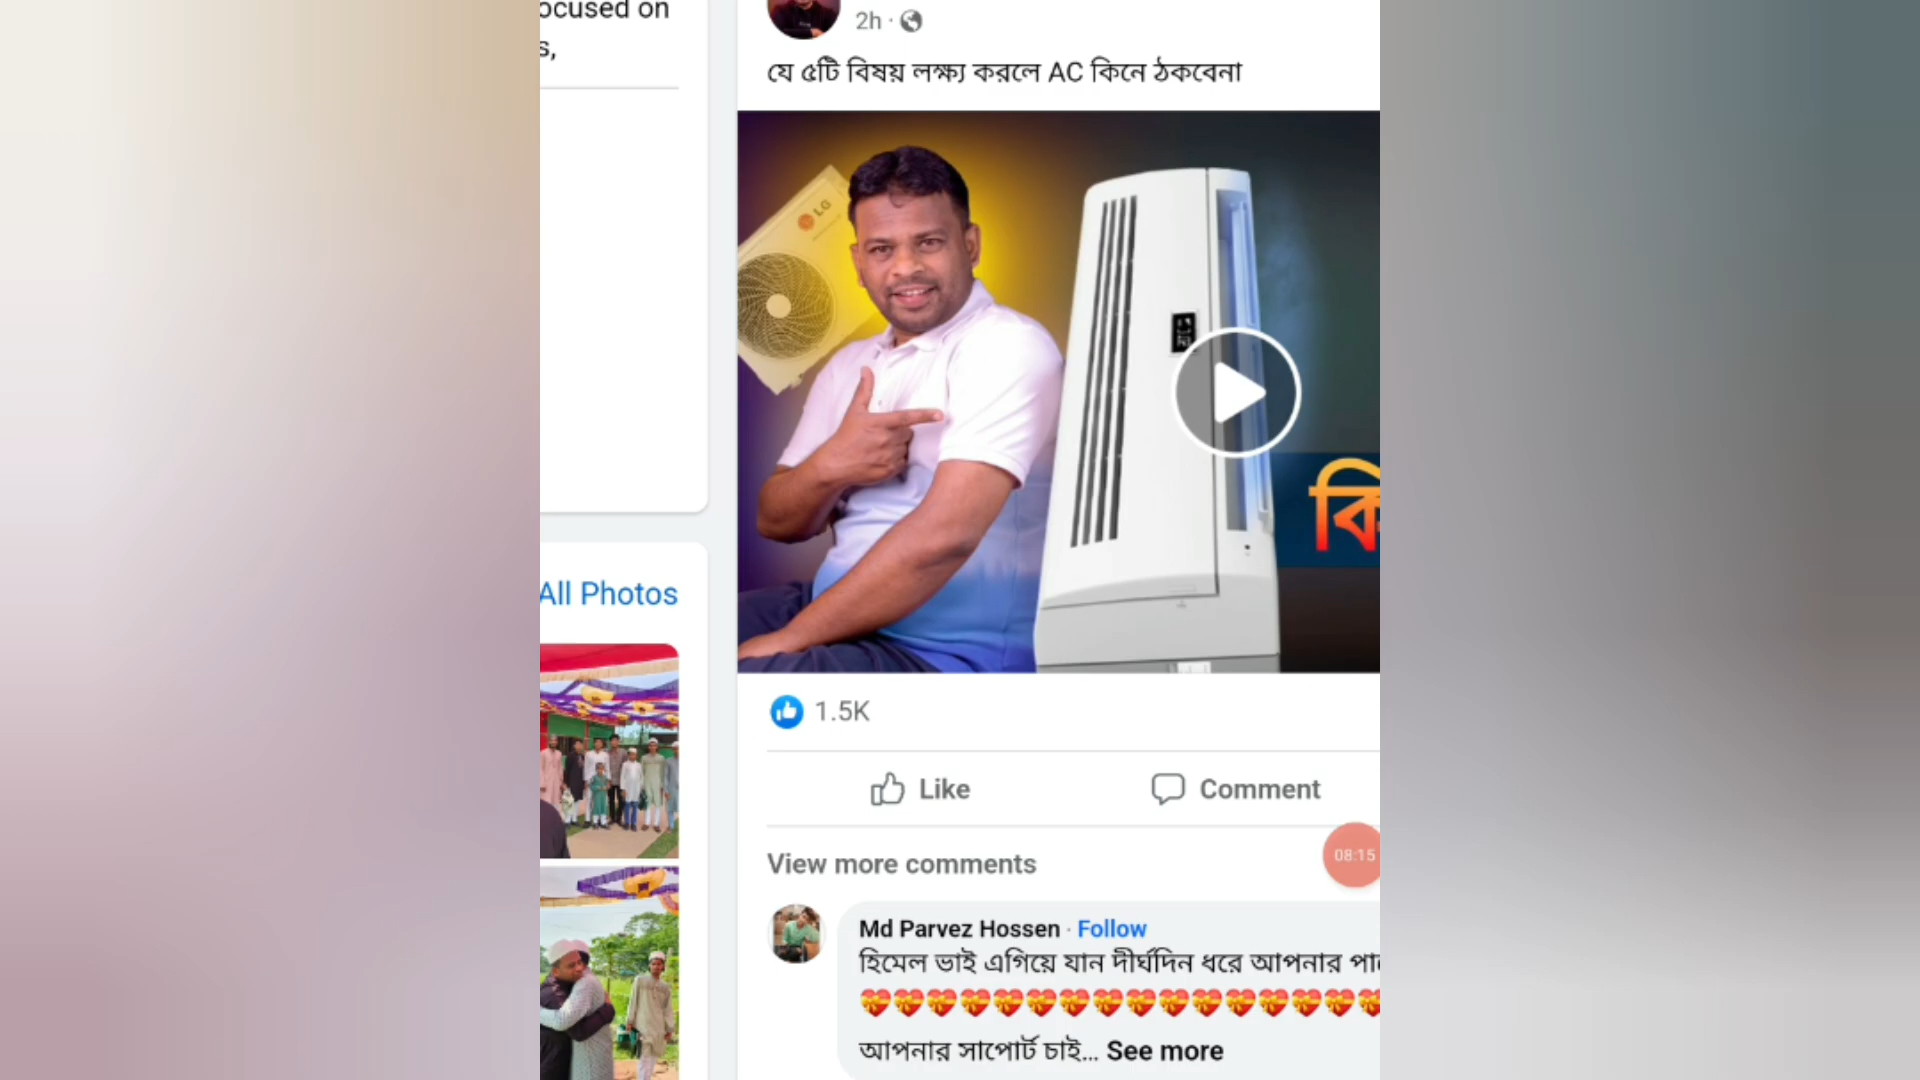 ocused on
s,
2h
যে ৫টি বিষয় লক্ষ্য করলে AC কিনে ঠকবেনা
LG
কি
All Photos
1.5K
Like Comment
View more comments
08:15
Md Parvez Hossen · Follow
হিমেল ভাই এগিয়ে যান দীর্ঘদিন ধরে আপনার
💝💝💝💝💝💝💝💝💝💝💝💝💝💝💝💝
আপনার সাপোর্ট চাই... See more